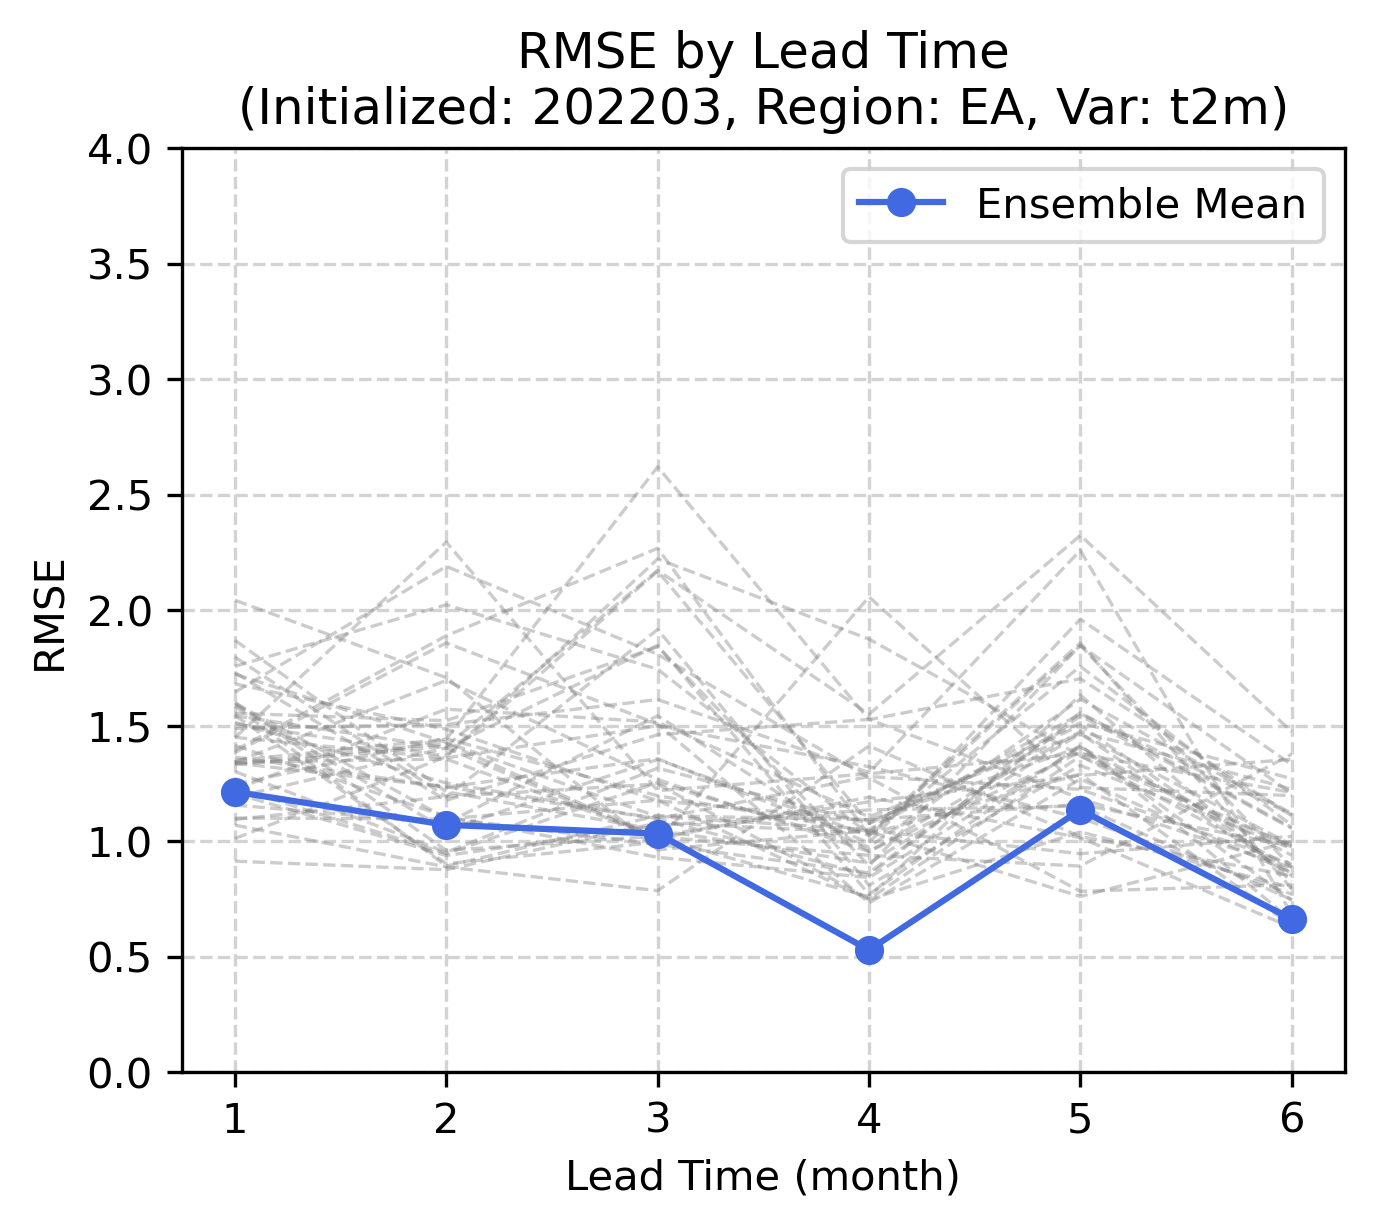 RMSE by Lead Time
(Initialized: 202203, Region: EA, Var: t2m)
Ensemble Mean
4.0
3.5
3.0
2.5
2.0
1.5
1.0
0.5
0.0
RMSE
1 2 3 4 5 6
Lead Time (month)